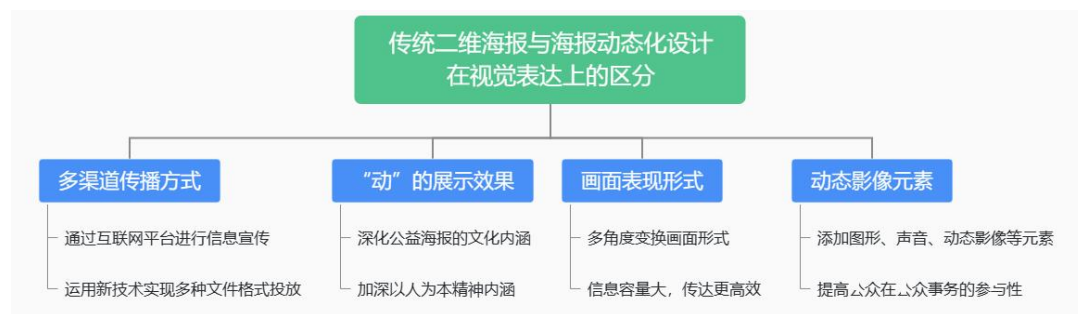 传统二维海报与海报动态化设计
在视觉表达上的区分
多渠道传播方式
通过互联网平台进行信息宣传
运用新技术实现多种文件格式投放
“动”的展示效果
深化公益海报的文化内涵
加深以人为本精神内涵
画面表现形式
多角度变换画面形式
信息容量大，传达更高效
动态影像元素
添加图形、声音、动态影像等元素
提高公众在公众事务的参与性